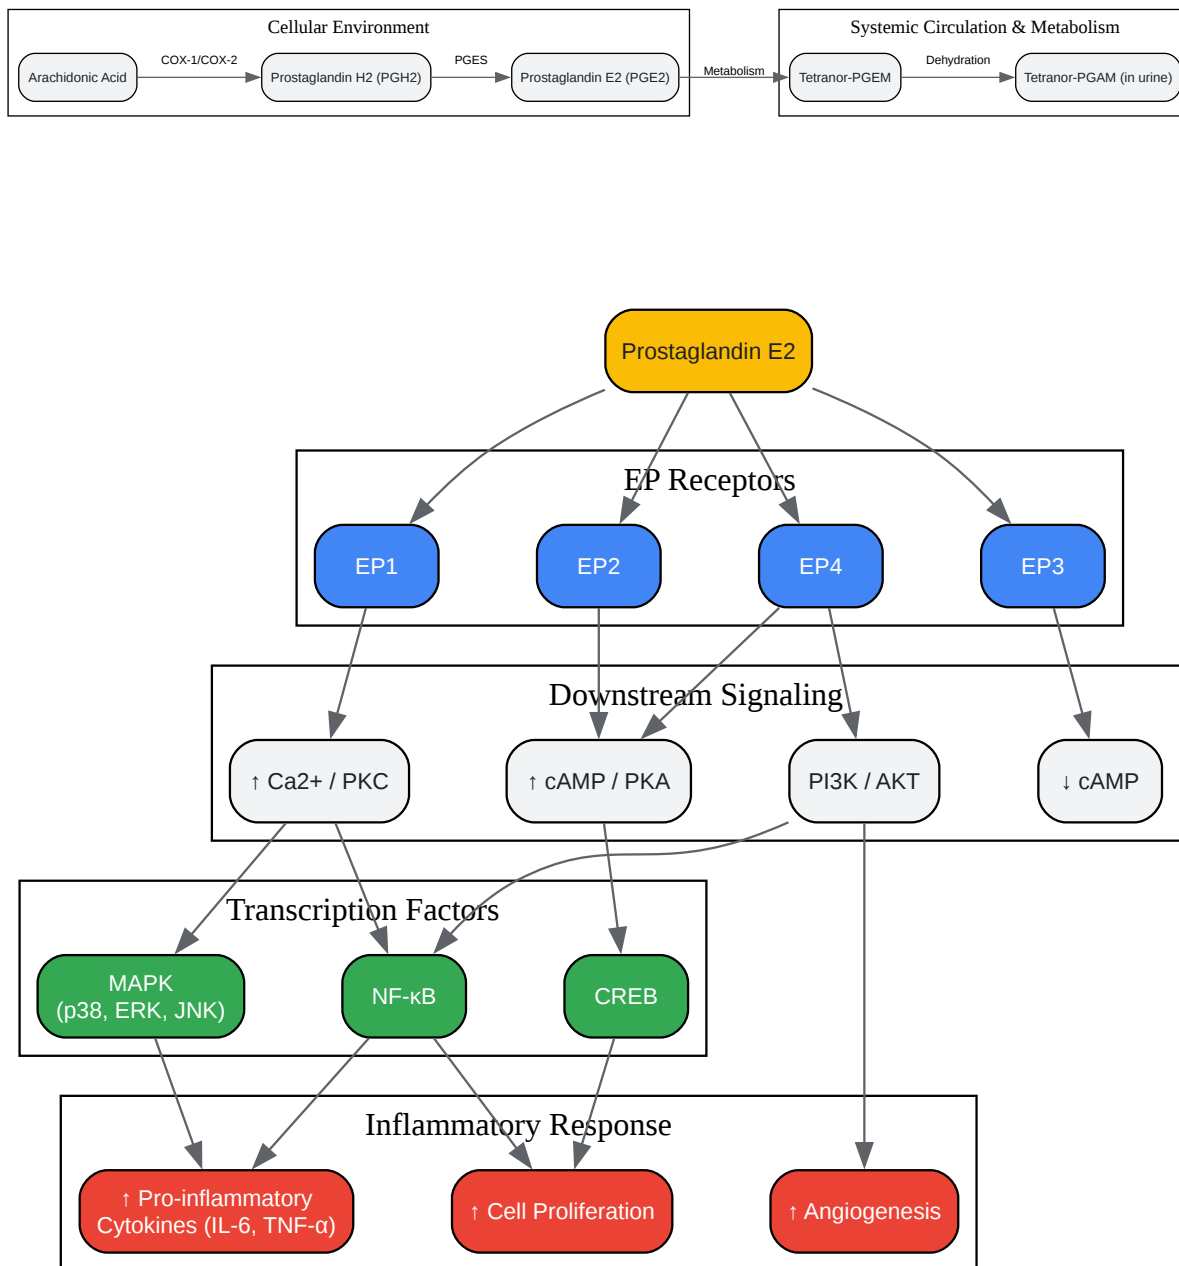 Cellular Environment
Systemic Circulation & Metabolism
Arachidonic Acid
COX-1/COX-2
Prostaglandin H2 (PGH2)
PGES
Prostaglandin E2 (PGE2)
Metabolism
Tetranor-PGEM
Dehydration
Tetranor-PGAM (in urine)
Prostaglandin E2
EP Receptors
EP1
EP2
EP4
EP3
Downstream Signaling
↑ Ca2+ / PKC
↑ cAMP / PKA
PI3K / AKT
↓ cAMP
Transcription Factors
MAPK
(p38, ERK, JNK)
NF-κB
CREB
Inflammatory Response
↑ Pro-inflammatory
Cytokines (IL-6, TNF-α)
↑ Cell Proliferation
↑ Angiogenesis